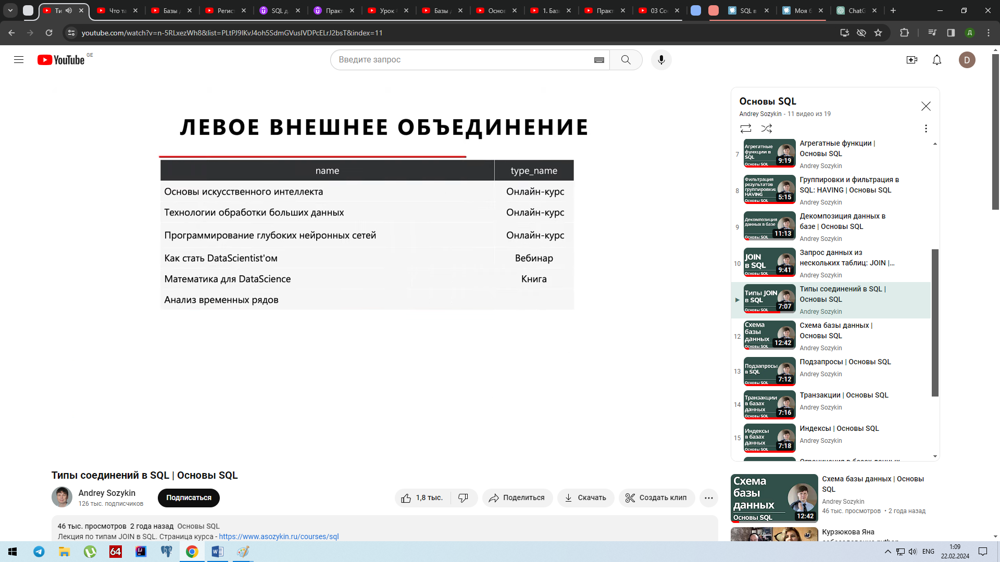 Ти
Что та
Базы
Регис
SQL д
Практ
Урок
Базы
Основ
1. Баз
Практ
03 Со
SQL в
Моя б
ChatG
youtube.com/watch?v=n-5RLxezWh8&list=PLtPJ9lKvJ4oh5SdmGVusIVDPcELrJ2bsT&index=11
Д
YouTube GE
Введите запрос
D
ЛЕВОЕ ВНЕШНЕЕ ОБЪЕДИНЕНИЕ
name type_name
Основы искусственного интеллекта Онлайн-курс
Технологии обработки больших данных Онлайн-курс
Программирование глубоких нейронных сетей Онлайн-курс
Как стать DataScientist'ом Вебинар
Математика для DataScience Книга
Анализ временных рядов
Основы SQL
Andrey Sozykin - 11 видео из 19
7
Агрегатные функции в SQL
Основы SQL
9:19
Агрегатные функции |
Основы SQL
Andrey Sozykin
8
Фильтрация результатов группировки: HAVING
Основы SQL
5:15
Группировки и фильтрация в
SQL: HAVING | Основы SQL
Andrey Sozykin
9
Декомпозиция данных в базе
11:13
Декомпозиция данных в
базе | Основы SQL
Andrey Sozykin
10
JOIN в SQL
Основы SQL
9:41
Запрос данных из
нескольких таблиц: JOIN |...
Andrey Sozykin
Типы JOIN в SQL
Основы SQL
7:07
Типы соединений в SQL |
Основы SQL
Andrey Sozykin
12
Схема базы данных
Основы SQL
12:42
Схема базы данных |
Основы SQL
Andrey Sozykin
13
Подзапросы в SQL
Основы SQL
7:12
Подзапросы | Основы SQL
Andrey Sozykin
14
Транзакции в базах данных
Основы SQL
7:16
Транзакции | Основы SQL
Andrey Sozykin
15
Индексы в базах данных
Основы SQL
7:18
Индексы | Основы SQL
Andrey Sozykin
Ограничения в базах данных
Типы соединений в SQL | Основы SQL
Andrey Sozykin
126 тыс. подписчиков
Подписаться
1,8 тыс.
Поделиться
Скачать
Создать клип
46 тыс. просмотров 2 года назад Основы SQL
Лекция по типам JOIN в SQL. Страница курса - https://www.asozykin.ru/courses/sql
Схема
базы
данных
Основы SQL
12:42
Схема базы данных | Основы
SQL
Andrey Sozykin
46 тыс. просмотров • 2 года назад
Курзюкова Яна
64
ENG
1:09
22.02.2024